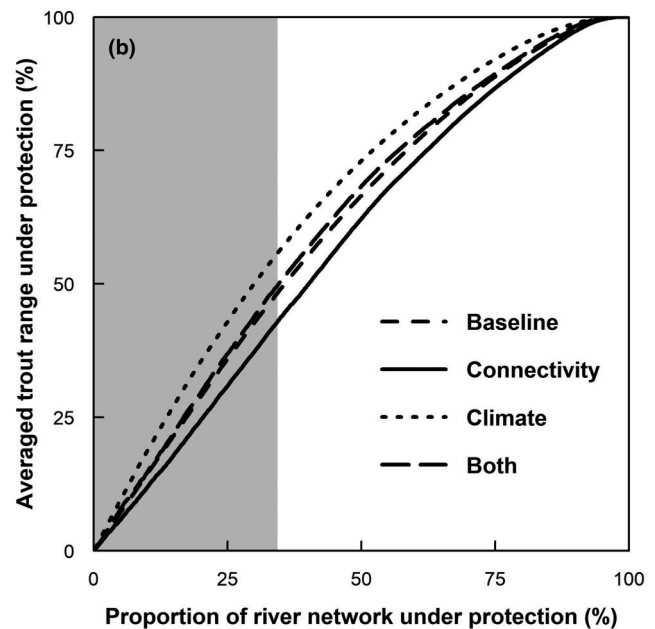 (b)
Averaged trout range under protection (%)
100
75
50
25
0
Baseline
Connectivity
Climate
Both
0 25 50 75 100
Proportion of river network under protection (%)